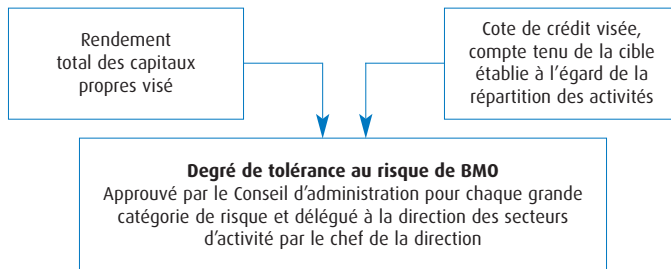 Rendement
total des capitaux
propres visé
Cote de crédit visée,
compte tenu de la cible
établie à l'égard de la
répartition des activités
Degré de tolérance au risque de BMO
Approuvé par le Conseil d'administration pour chaque grande
catégorie de risque et délégué à la direction des secteurs
d'activité par le chef de la direction